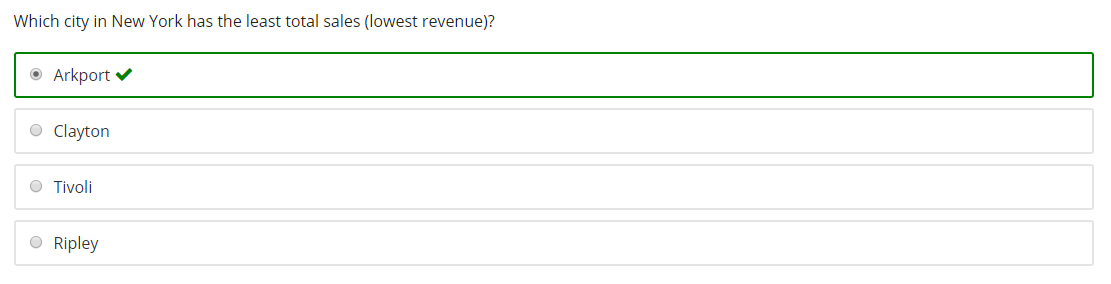 Which city in New York has the least total sales (lowest revenue)?
Arkport
Clayton
Tivoli
Ripley